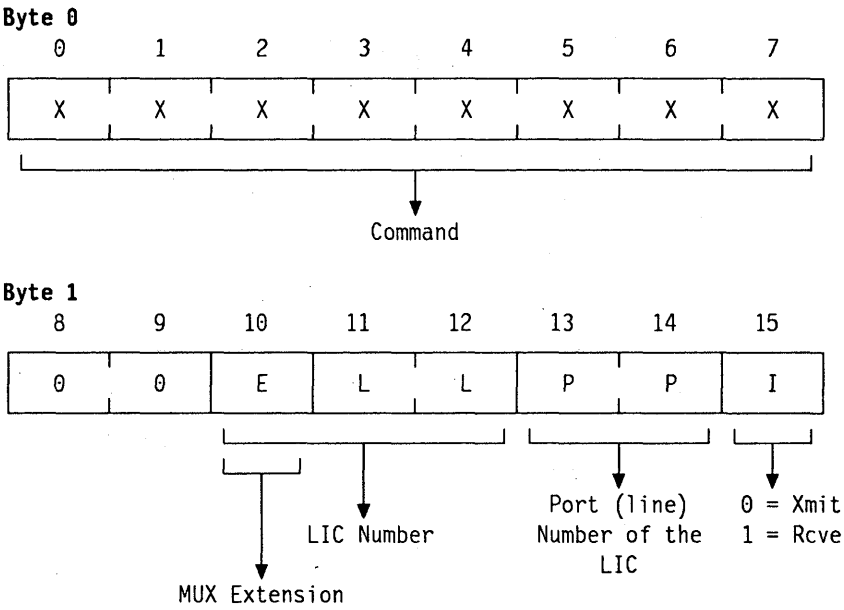 Byte 0
0 1 2 3 4 5 6 7
X X X X X X X X
Command
Byte 1
8 9 10 11 12 13 14 15
0 0 E L L P P I
Port (line) 0 = Xmit
LIC Number Number of the 1 = Rcve
LIC
MUX Extension